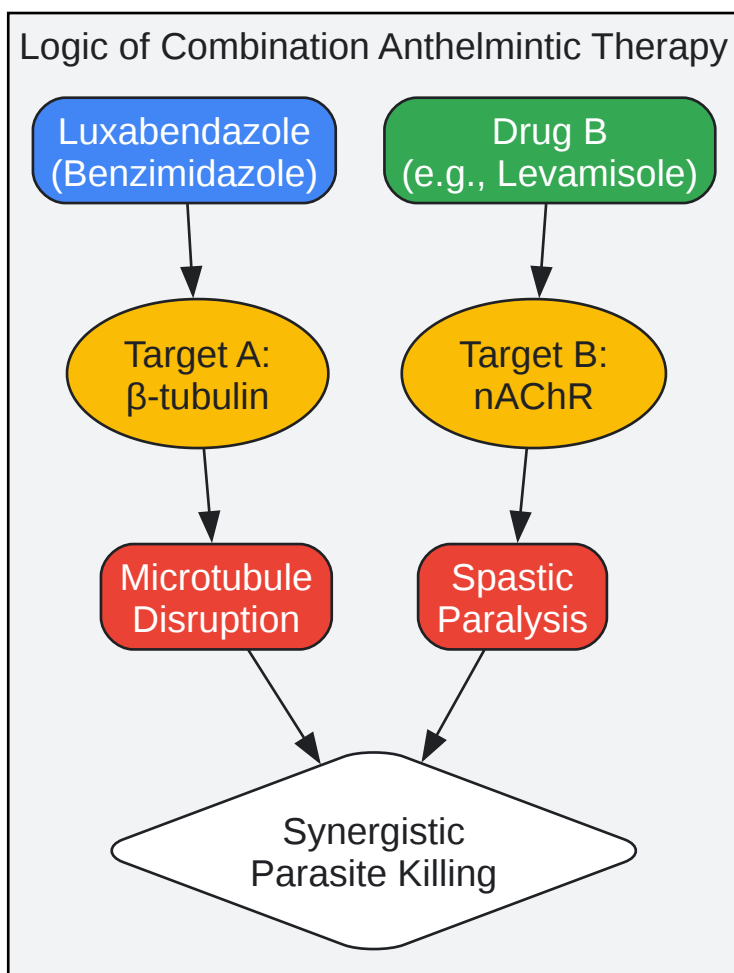 Logic of Combination Anthelmintic Therapy
Luxabendazole
(Benzimidazole)
Drug B
(e.g., Levamisole)
Target A:
β-tubulin
Target B:
nAChR
Microtubule
Disruption
Spastic
Paralysis
Synergistic
Parasite Killing